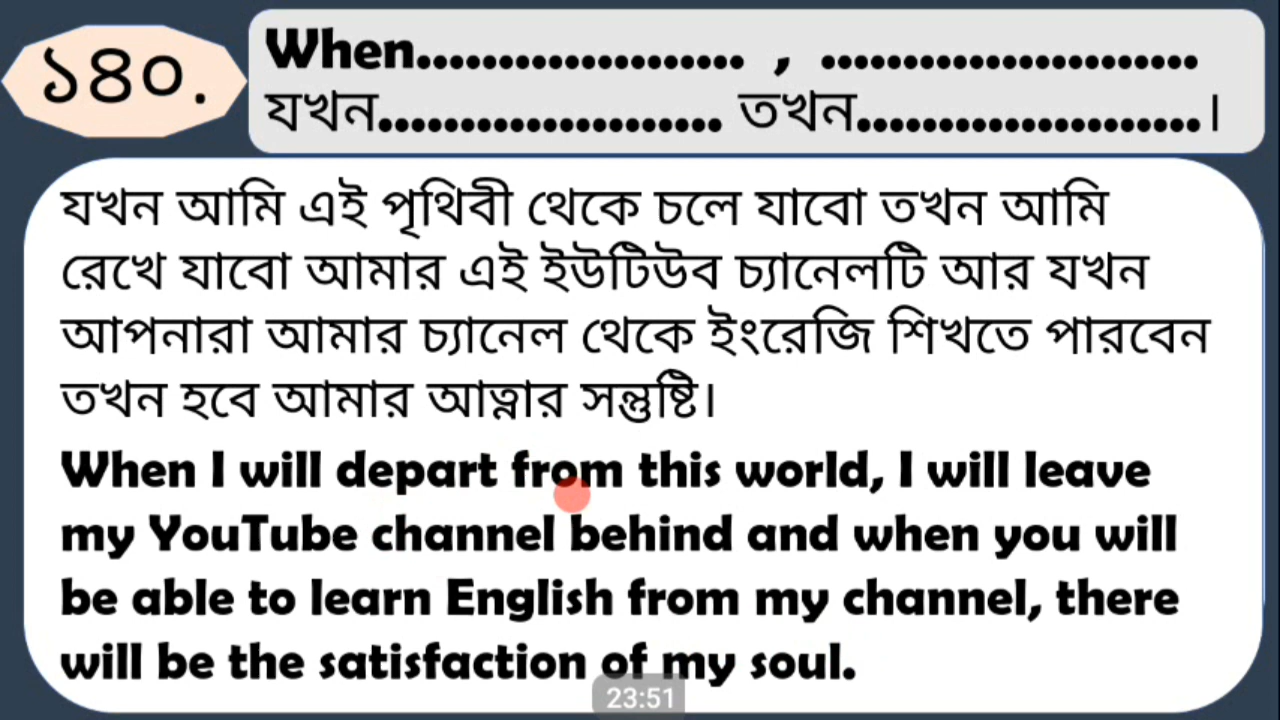 ১৪০.
When.................... , .......................
যখন..................... তখন.....................।
যখন আমি এই পৃথিবী থেকে চলে যাবো তখন আমি
রেখে যাবো আমার এই ইউটিউব চ্যানেলটি আর যখন
আপনারা আমার চ্যানেল থেকে ইংরেজি শিখতে পারবেন
তখন হবে আমার আত্নার সন্তুষ্টি।
When I will depart from this world, I will leave
my YouTube channel behind and when you will
be able to learn English from my channel, there
will be the satisfaction of my soul.
23:51